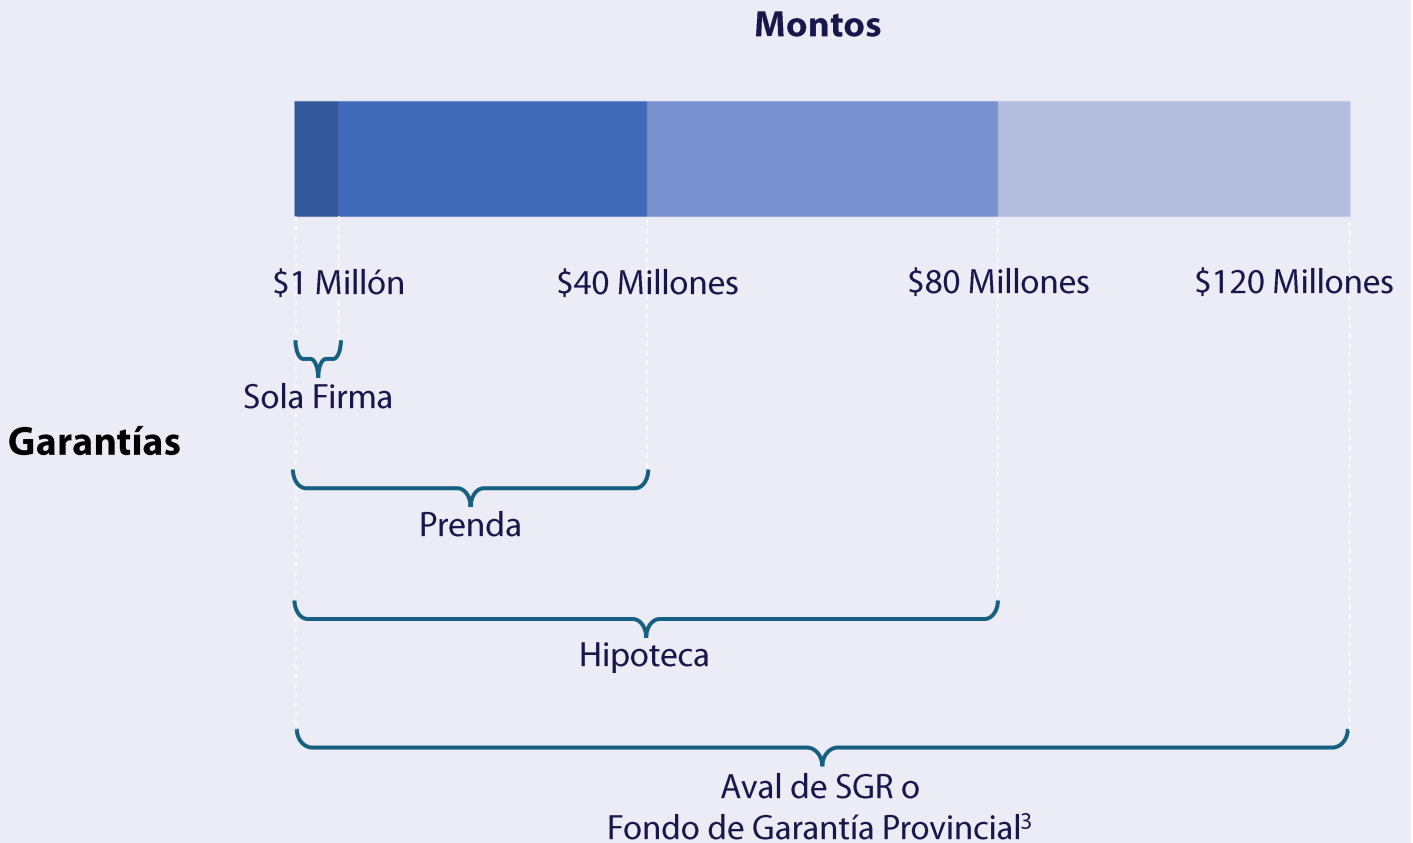 Montos
$1 Millón
$40 Millones
$80 Millones
$120 Millones
Sola Firma
Garantías
Prenda
Hipoteca
Aval de SGR o
Fondo de Garantía Provincial³